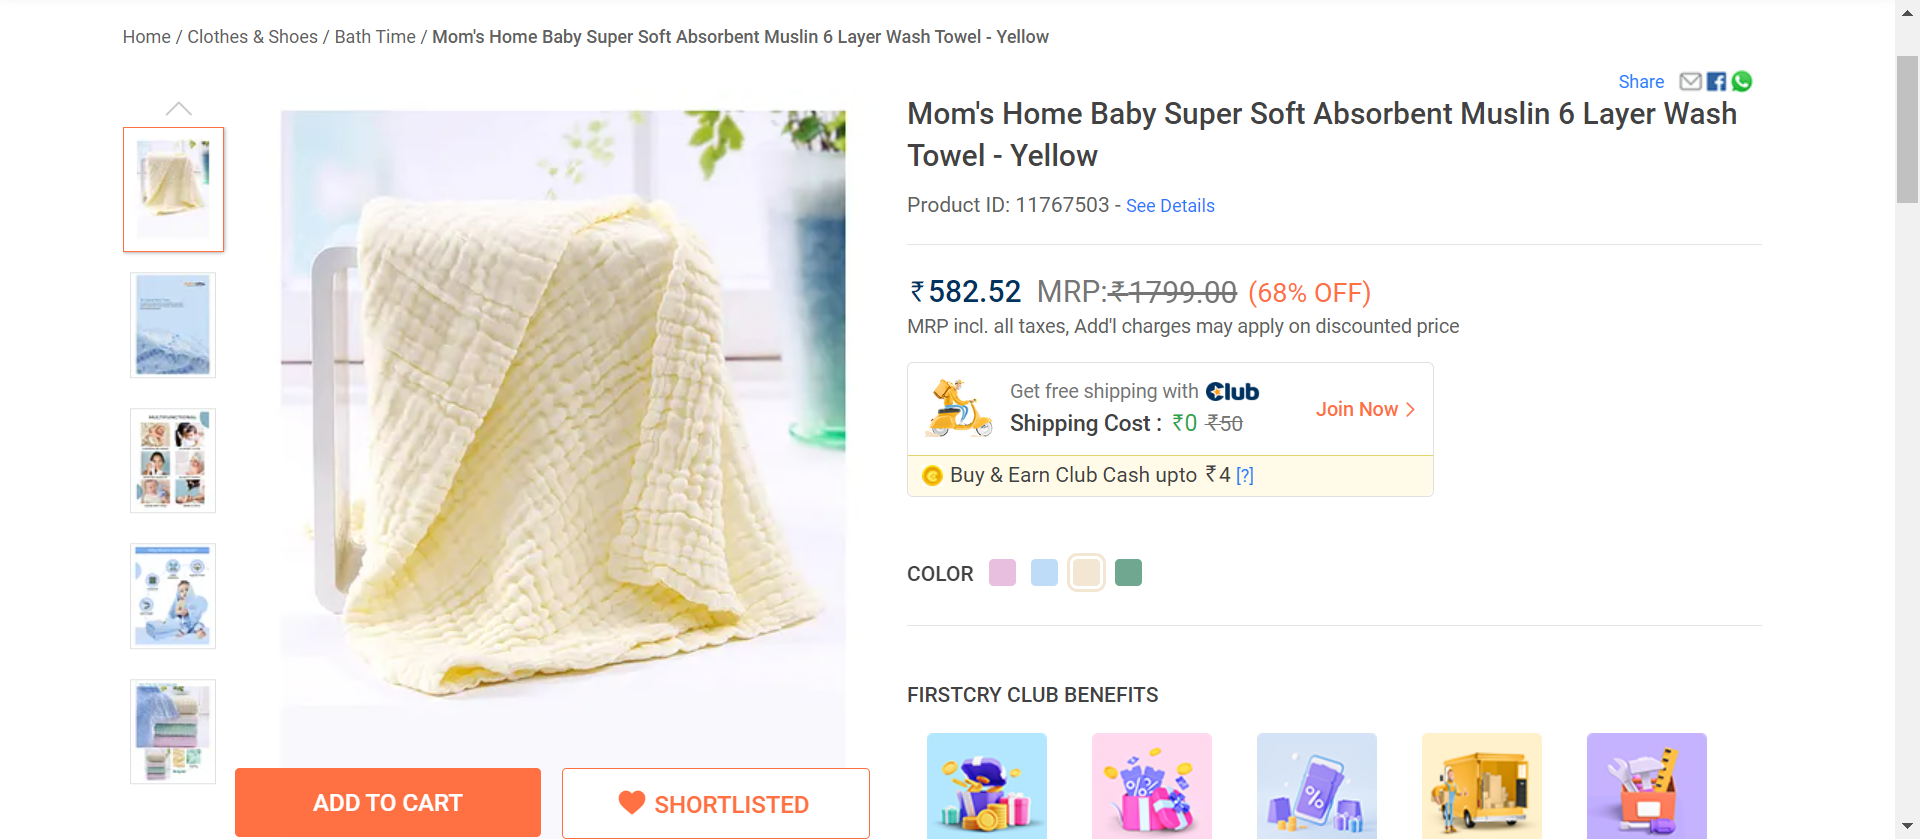 Home / Clothes & Shoes / Bath Time / Mom's Home Baby Super Soft Absorbent Muslin 6 Layer Wash Towel - Yellow
Share
Mom's Home Baby Super Soft Absorbent Muslin 6 Layer Wash
Towel - Yellow
Product ID: 11767503 - See Details
₹582.52 MRP:₹1799.00 (68% OFF)
MRP incl. all taxes, Add'l charges may apply on discounted price
Get free shipping with Club
Shipping Cost : ₹0 ₹50
Join Now
Buy & Earn Club Cash upto ₹4 [?]
COLOR
FIRSTCRY CLUB BENEFITS
MULTIFUNCTIONAL
ADD TO CART
SHORTLISTED